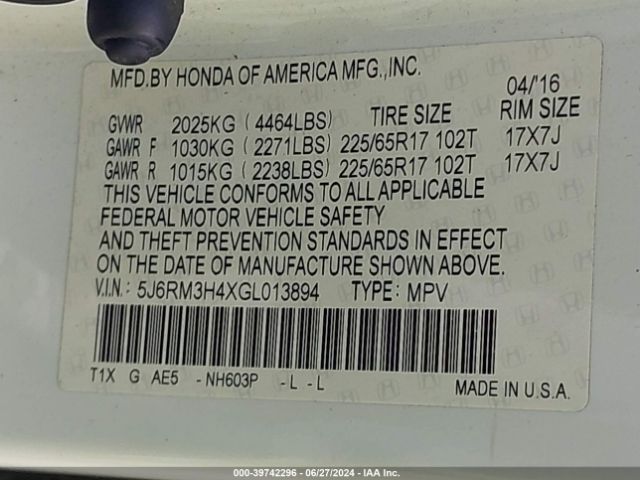 MFD.BY HONDA OF AMERICA MFG.,INC.
04/'16
GVWR 2025KG (4464LBS) TIRE SIZE RIM SIZE
GAWR F 1030KG (2271LBS) 225/65R17 102T 17X7J
GAWR R 1015KG (2238LBS) 225/65R17 102T 17X7J
THIS VEHICLE CONFORMS TO ALL APPLICABLE
FEDERAL MOTOR VEHICLE SAFETY
AND THEFT PREVENTION STANDARDS IN EFFECT
ON THE DATE OF MANUFACTURE SHOWN ABOVE.
V.I.N: 5J6RM3H4XGL013894 TYPE: MPV
T1X G AE5 - NH603P - L - L
MADE IN U.S.A.
000-39742296 - 06/27/2024 - IAA Inc.